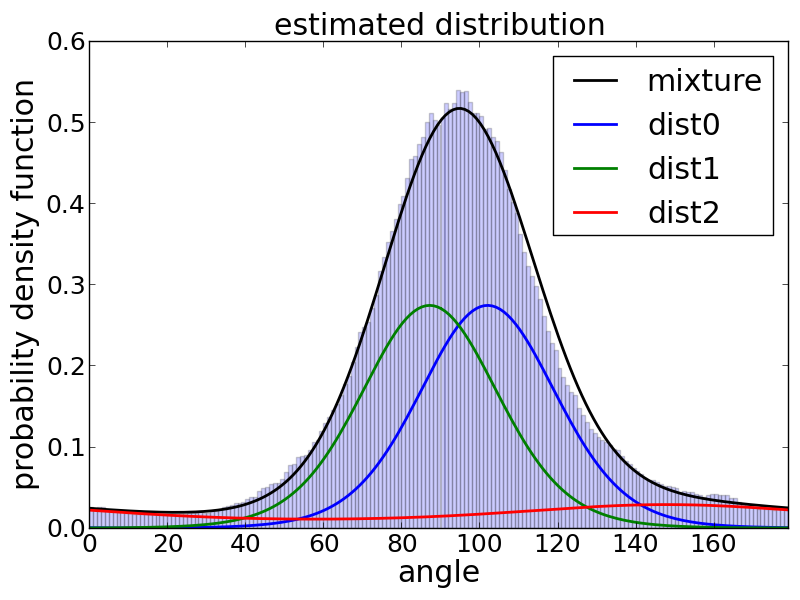 estimated distribution
0.6
0.5
0.4
0.3
0.2
0.1
0.0
probability density function
mixture
dist0
dist1
dist2
0 20 40 60 80 100 120 140 160
angle